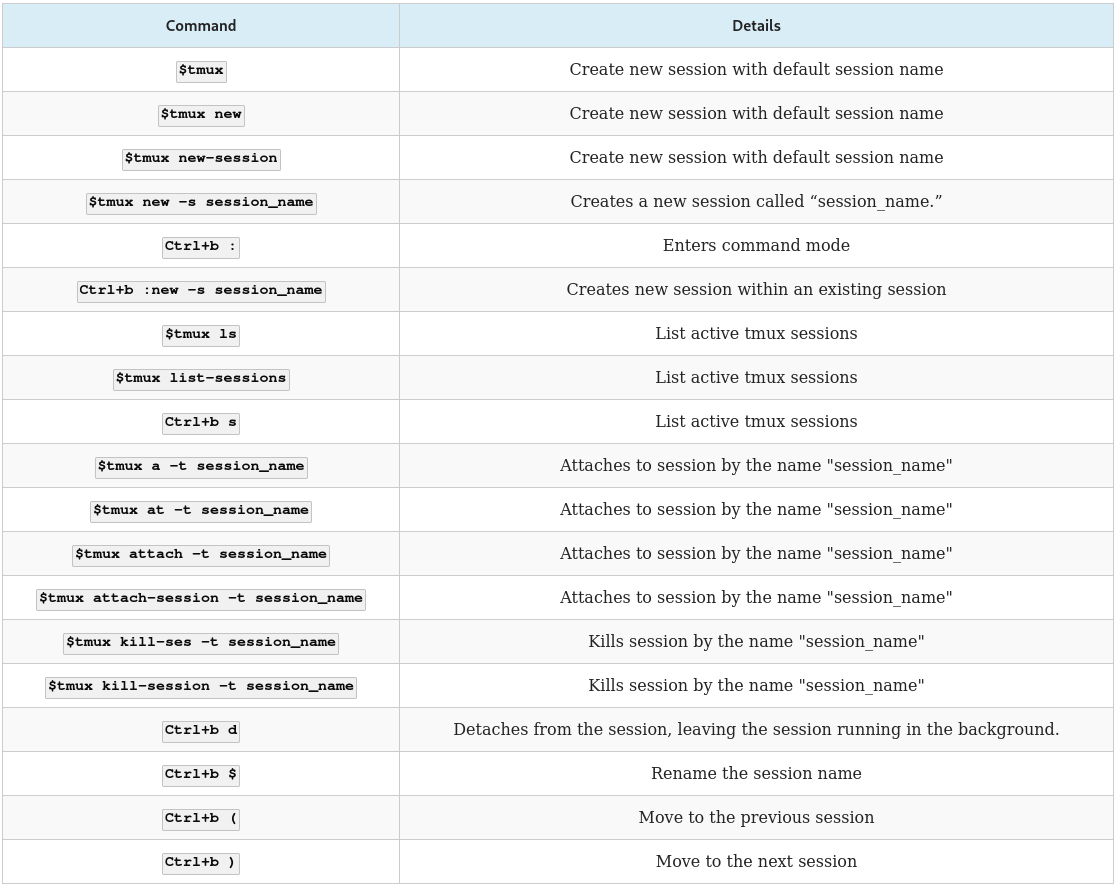 Command Details
$tmux Create new session with default session name
$tmux new Create new session with default session name
$tmux new-session Create new session with default session name
$tmux new -s session_name Creates a new session called “session_name.”
Ctrl+b : Enters command mode
Ctrl+b :new -s session_name Creates new session within an existing session
$tmux ls List active tmux sessions
$tmux list-sessions List active tmux sessions
Ctrl+b s List active tmux sessions
$tmux a -t session_name Attaches to session by the name "session_name"
$tmux at -t session_name Attaches to session by the name "session_name"
$tmux attach -t session_name Attaches to session by the name "session_name"
$tmux attach-session -t session_name Attaches to session by the name "session_name"
$tmux kill-ses -t session_name Kills session by the name "session_name"
$tmux kill-session -t session_name Kills session by the name "session_name"
Ctrl+b d Detaches from the session, leaving the session running in the background.
Ctrl+b $ Rename the session name
Ctrl+b ( Move to the previous session
Ctrl+b ) Move to the next session